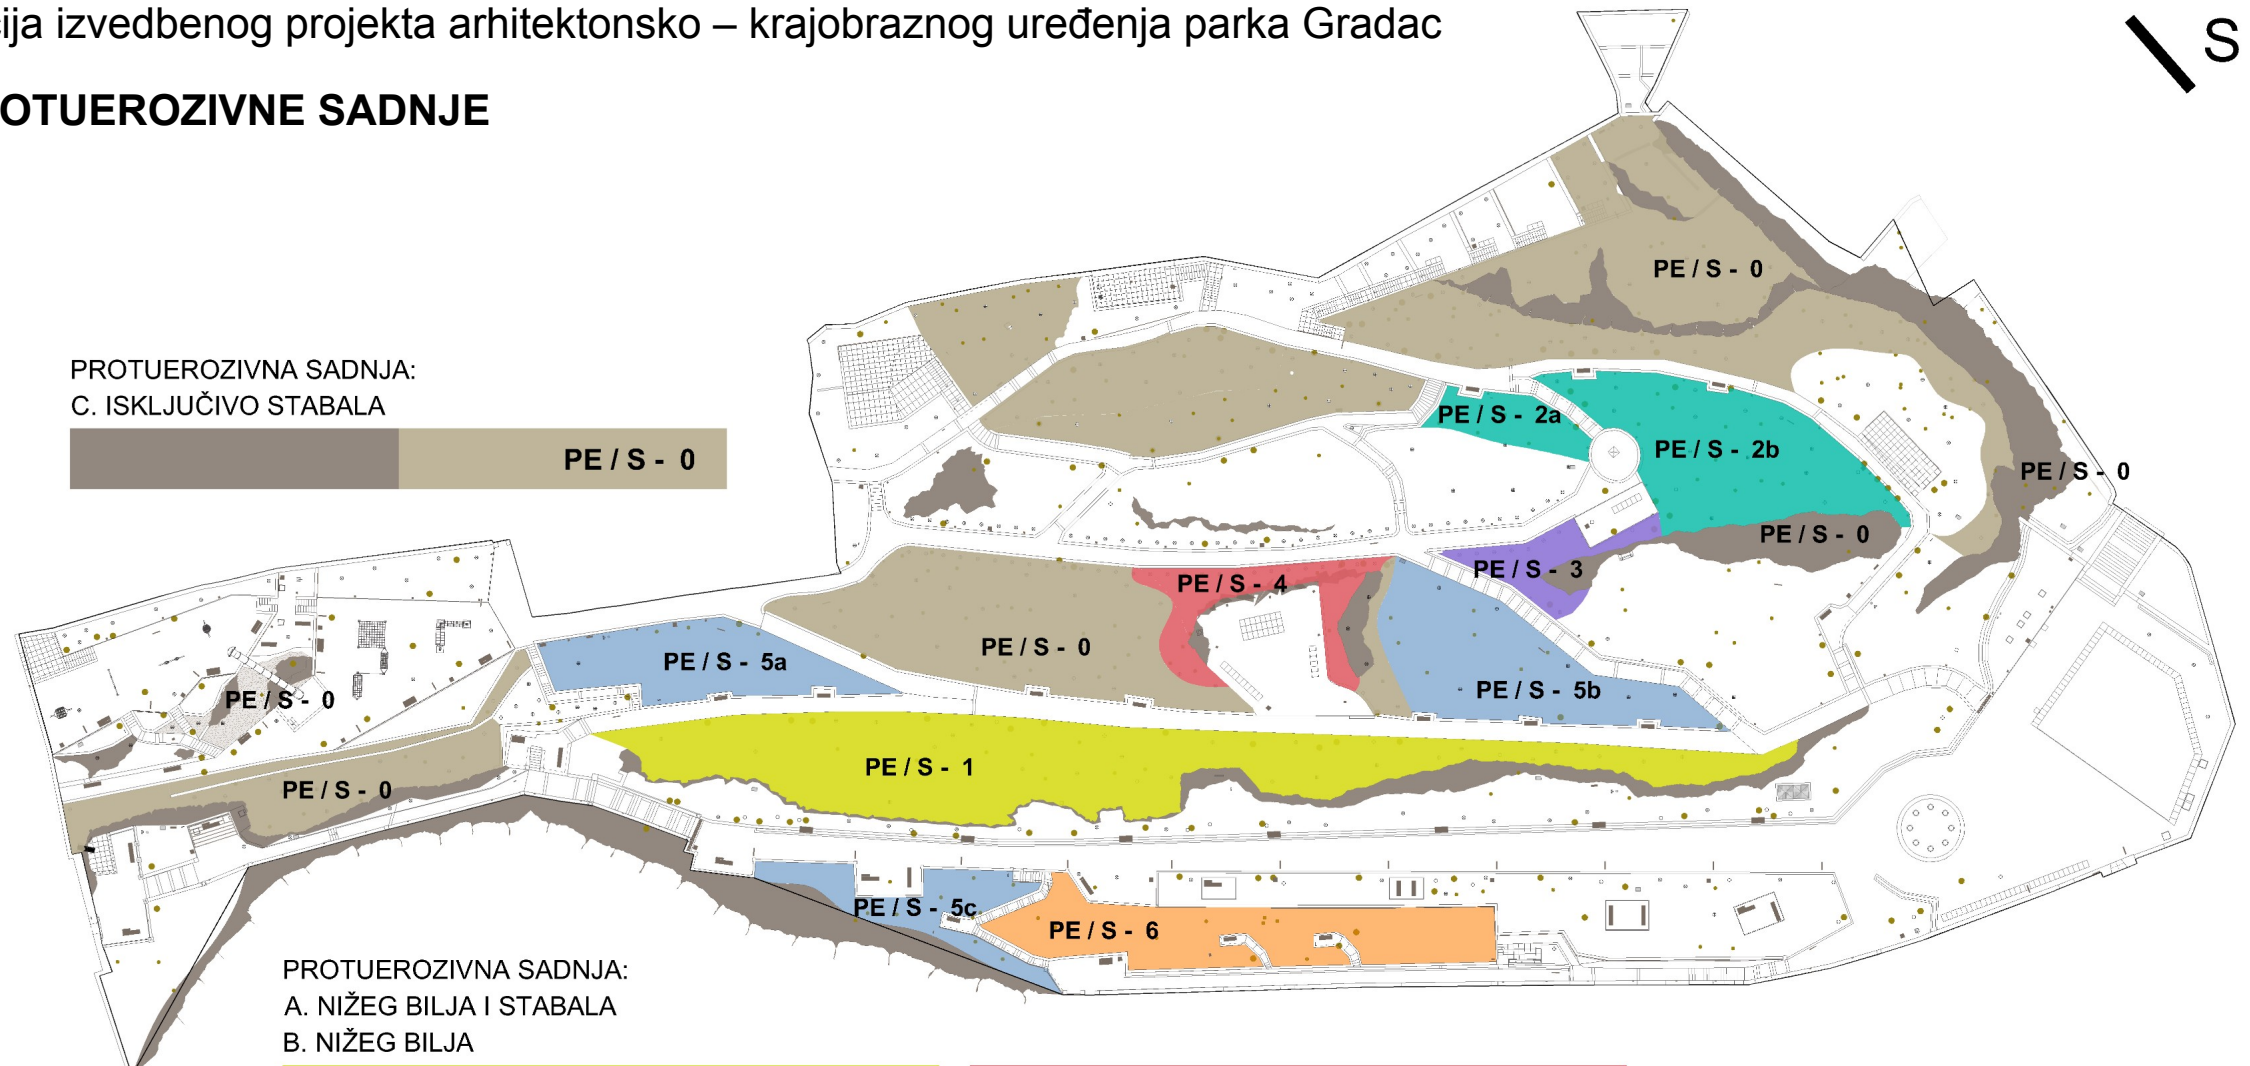 ija izvedbenog projekta arhitektonsko – krajobraznog uređenja parka Gradac
S
OTUEROZIVNE SADNJE
PE / S - 0
PROTUEROZIVNA SADNJA:
C. ISKLJUČIVO STABALA
PE / S - 0
PE / S - 2a
PE / S - 2b
PE / S - 0
PE / S - 0
PE / S - 3
PE / S - 4
PE / S - 0
PE / S - 5a
PE / S - 5b
PE / S - 0
PE / S - 1
PE / S - 0
PE / S - 5c
PE / S - 6
PROTUEROZIVNA SADNJA:
A. NIŽEG BILJA I STABALA
B. NIŽEG BILJA